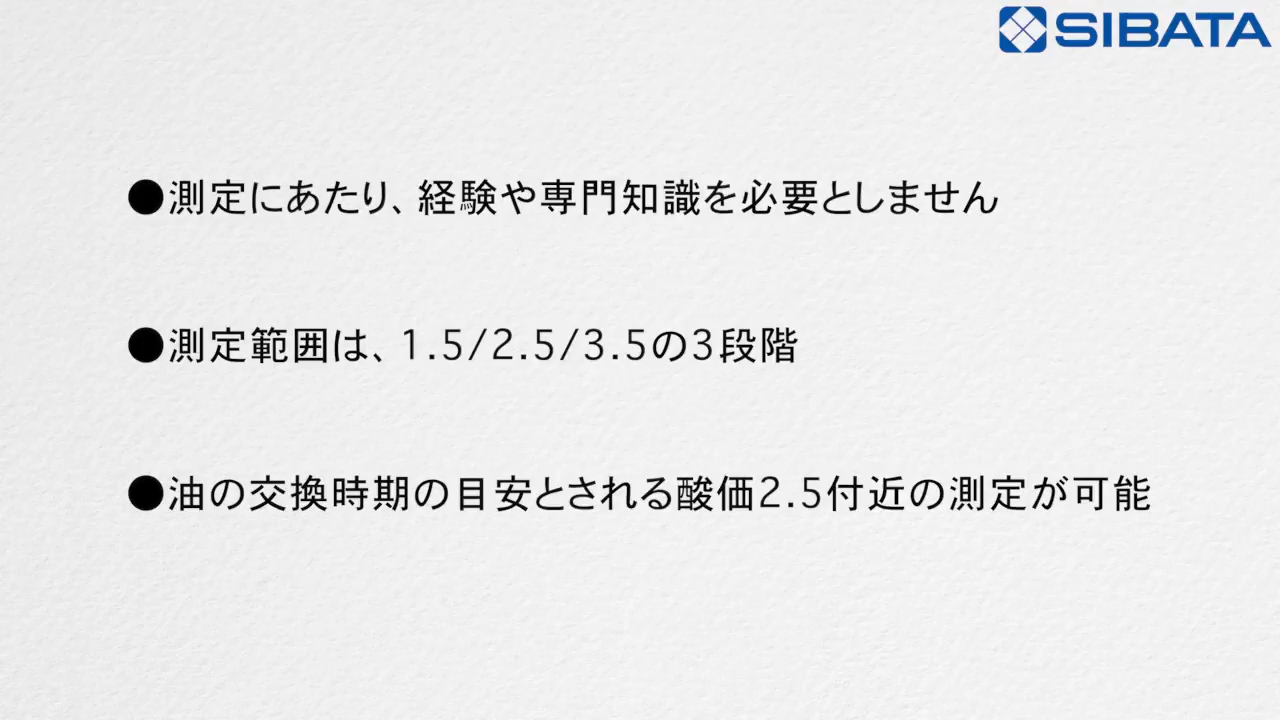 SIBATA
●測定にあたり、経験や専門知識を必要としません
●測定範囲は、1.5/2.5/3.5の3段階
●油の交換時期の目安とされる酸価2.5付近の測定が可能